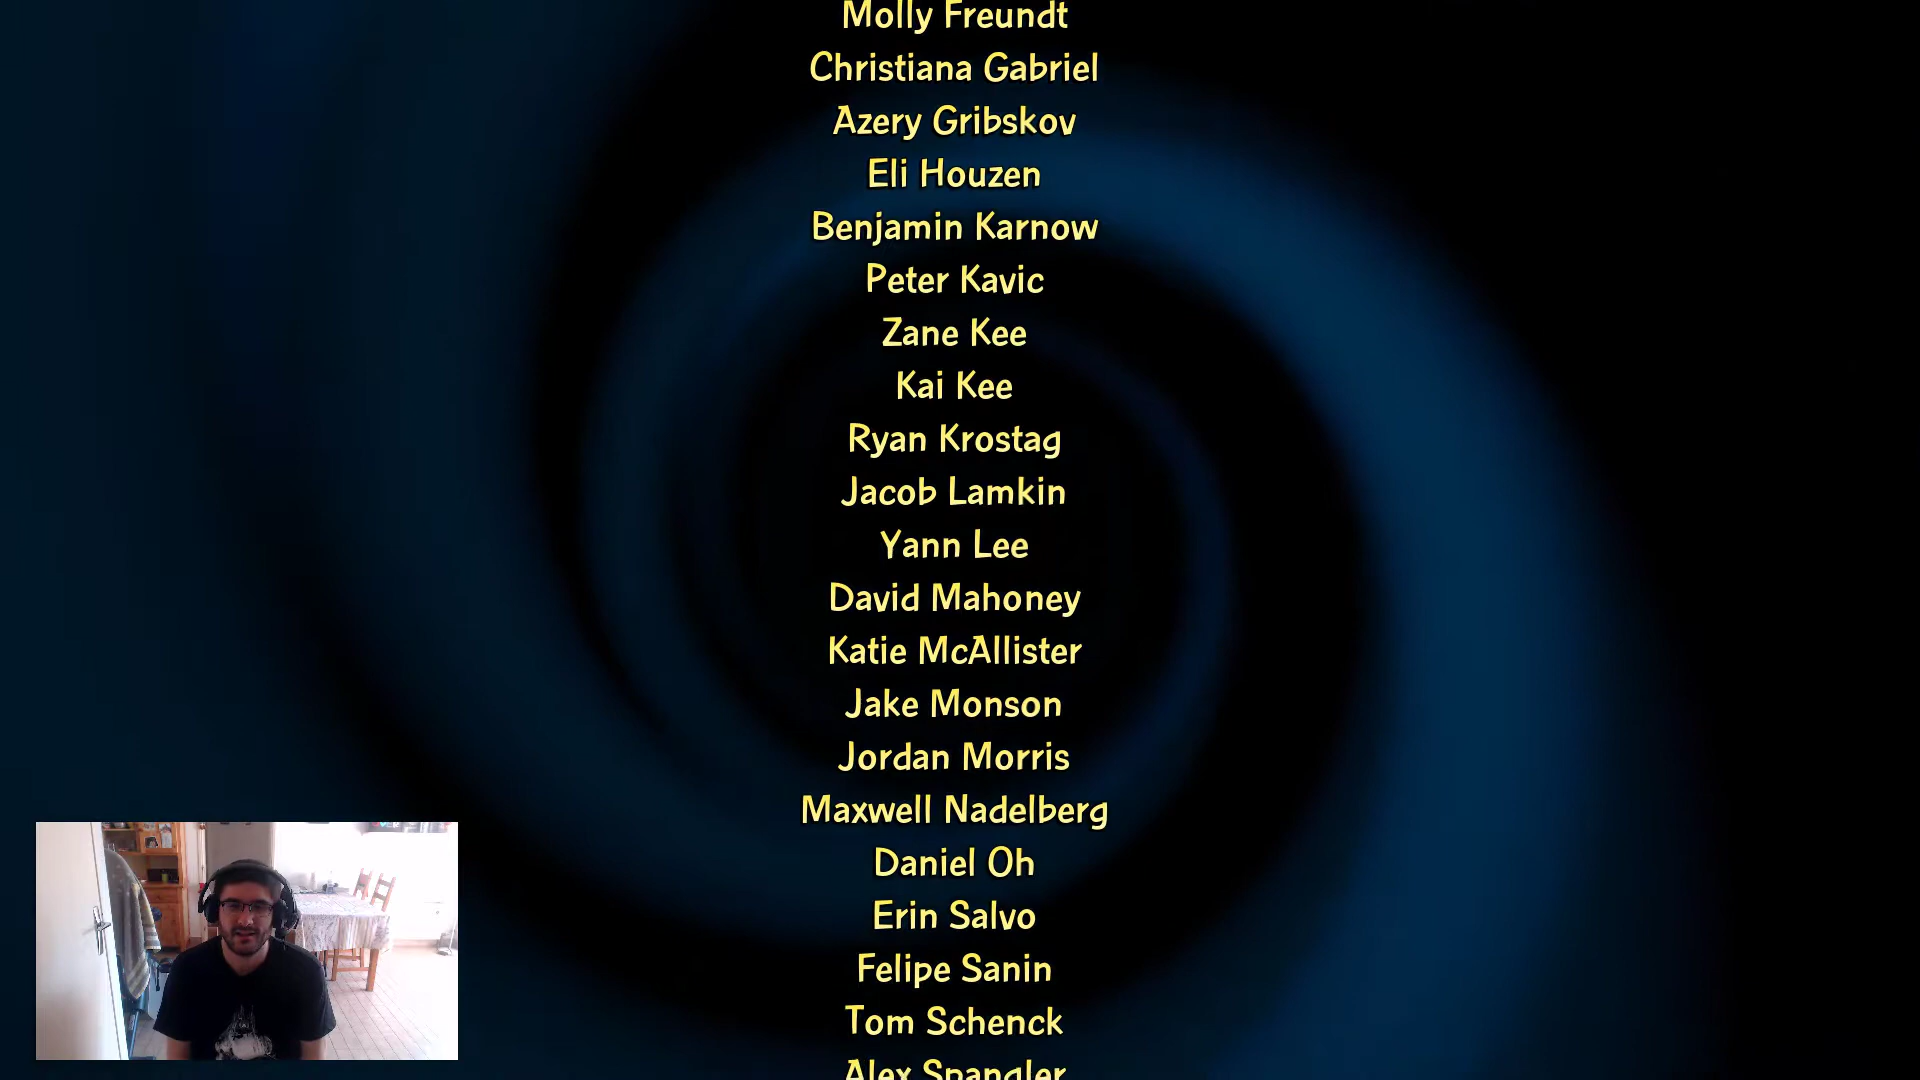 Molly Freundt
Christiana Gabriel
Azery Gribskov
Eli Houzen
Benjamin Karnow
Peter Kavic
Zane Kee
Kai Kee
Ryan Krostag
Jacob Lamkin
Yann Lee
David Mahoney
Katie McAllister
Jake Monson
Jordan Morris
Maxwell Nadelberg
Daniel Oh
Erin Salvo
Felipe Sanin
Tom Schenck
Alex Spangler